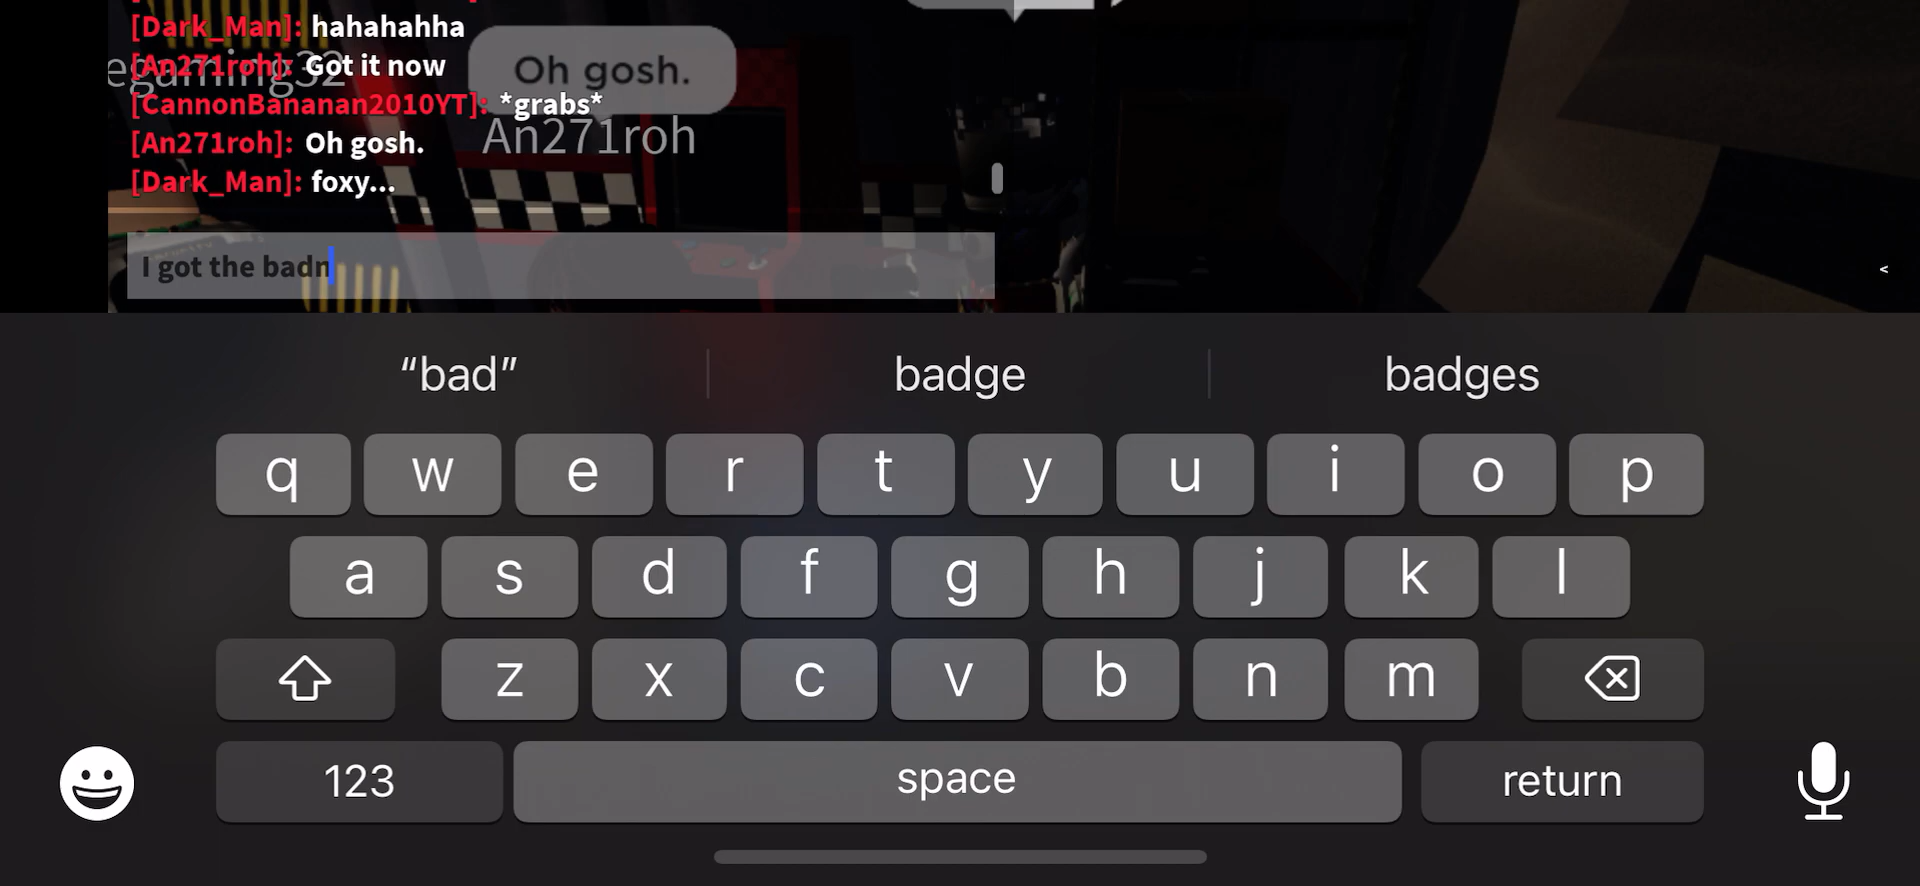 [Dark_Man]: hahahahha
egaming32
[An271roh]: Got it now
Oh gosh.
[CannonBananan2010YT]: *grabs*
An271roh
[An271roh]: Oh gosh.
[Dark_Man]: foxy...
I got the badn
<
“bad” badge badges
q w e r t y u i o p
a s d f g h j k l
z x c v b n m
123 space return